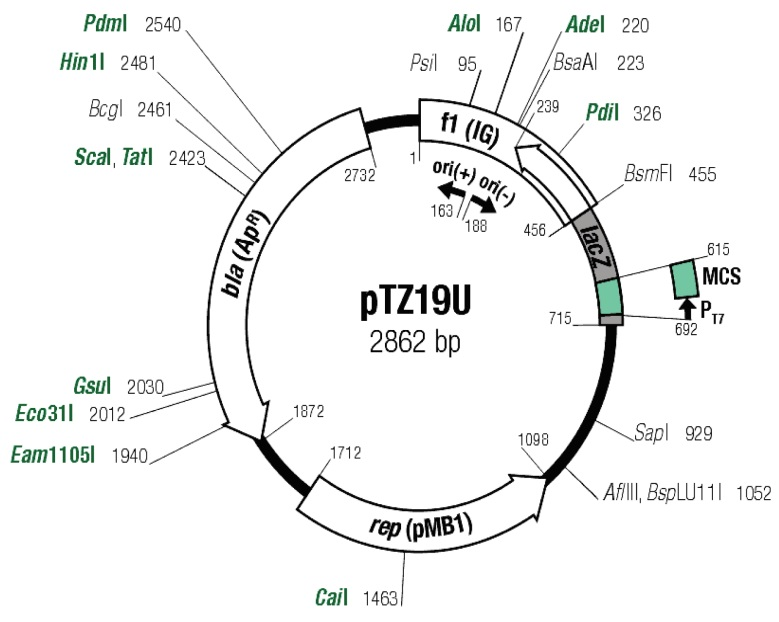 PdmI 2540
Hin1I 2481
BcgI 2461
ScaI, TatI 2423
AloI 167
PsiI 95
AdeI 220
BsaAI 223
239
PdiI 326
BsmFI 455
f1 (IG)
ori(+) ori(-)
163 188
2732 1
456
lacZ
615
MCS
PT7
692
715
bla (ApR)
pTZ19U
2862 bp
GsuI 2030
Eco31I 2012
Eam1105I 1940
1872
1712
1098
SapI 929
AflIII, BspLU11I 1052
rep (pMB1)
CaiI 1463